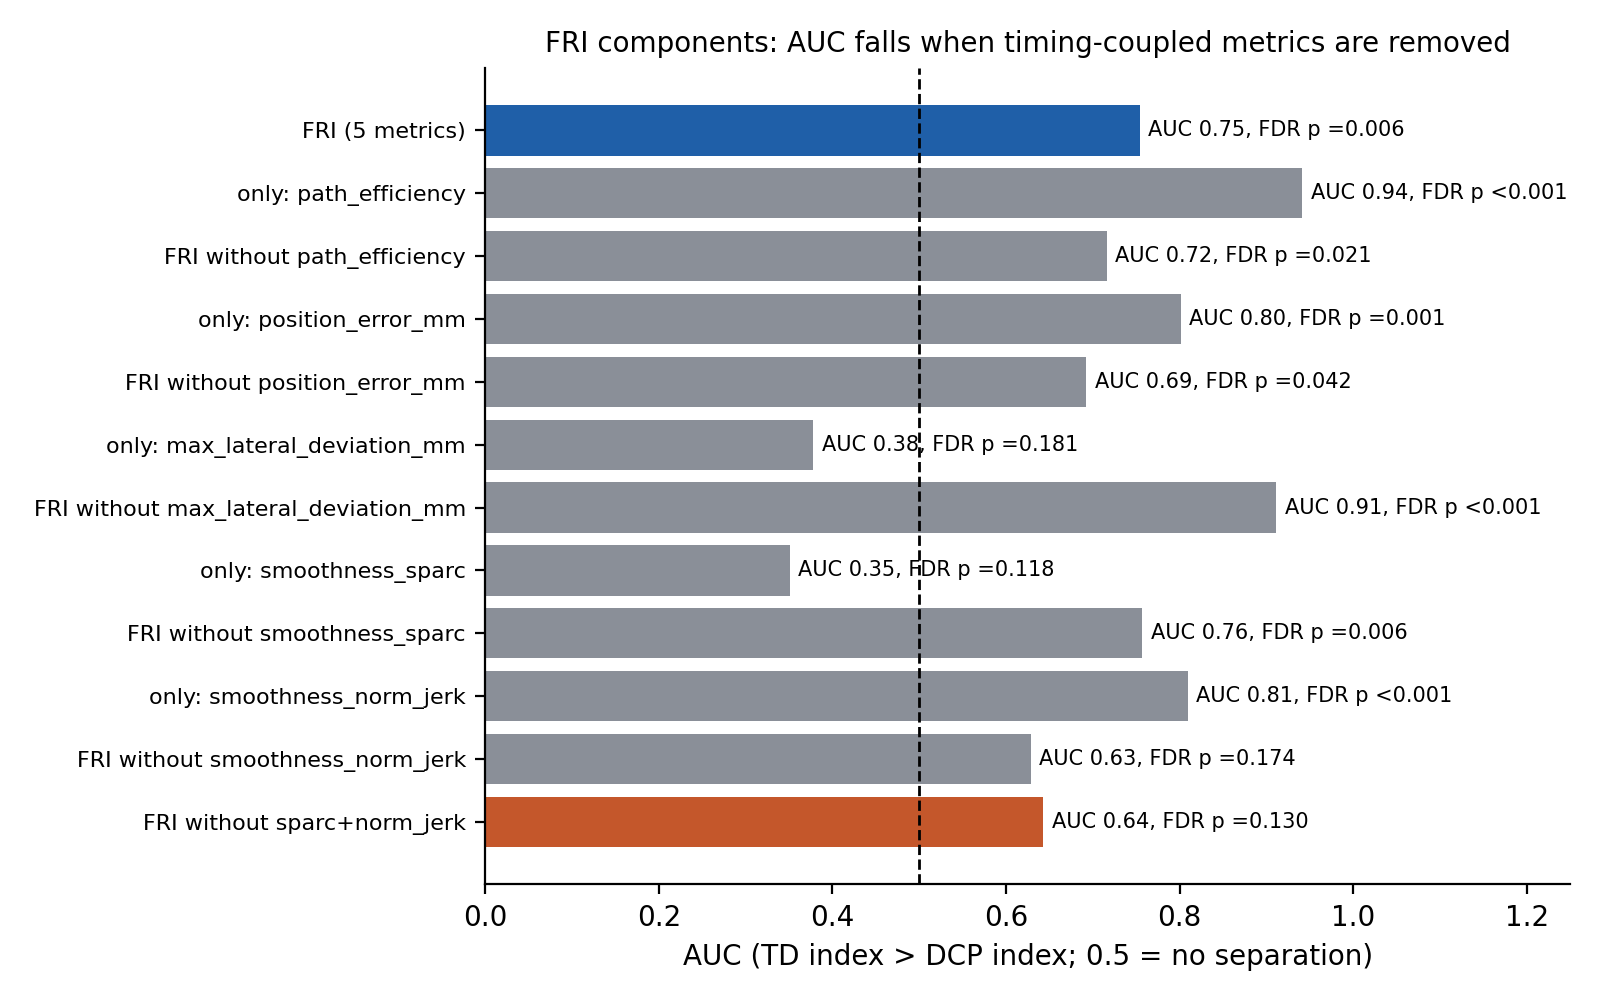 FRI components: AUC falls when timing-coupled metrics are removed
FRI (5 metrics) AUC 0.75, FDR p =0.006
only: path_efficiency AUC 0.94, FDR p <0.001
FRI without path_efficiency AUC 0.72, FDR p =0.021
only: position_error_mm AUC 0.80, FDR p =0.001
FRI without position_error_mm AUC 0.69, FDR p =0.042
only: max_lateral_deviation_mm AUC 0.38, FDR p =0.181
FRI without max_lateral_deviation_mm AUC 0.91, FDR p <0.001
only: smoothness_sparc AUC 0.35, FDR p =0.118
FRI without smoothness_sparc AUC 0.76, FDR p =0.006
only: smoothness_norm_jerk AUC 0.81, FDR p <0.001
FRI without smoothness_norm_jerk AUC 0.63, FDR p =0.174
FRI without sparc+norm_jerk AUC 0.64, FDR p =0.130
0.0 0.2 0.4 0.6 0.8 1.0 1.2
AUC (TD index > DCP index; 0.5 = no separation)